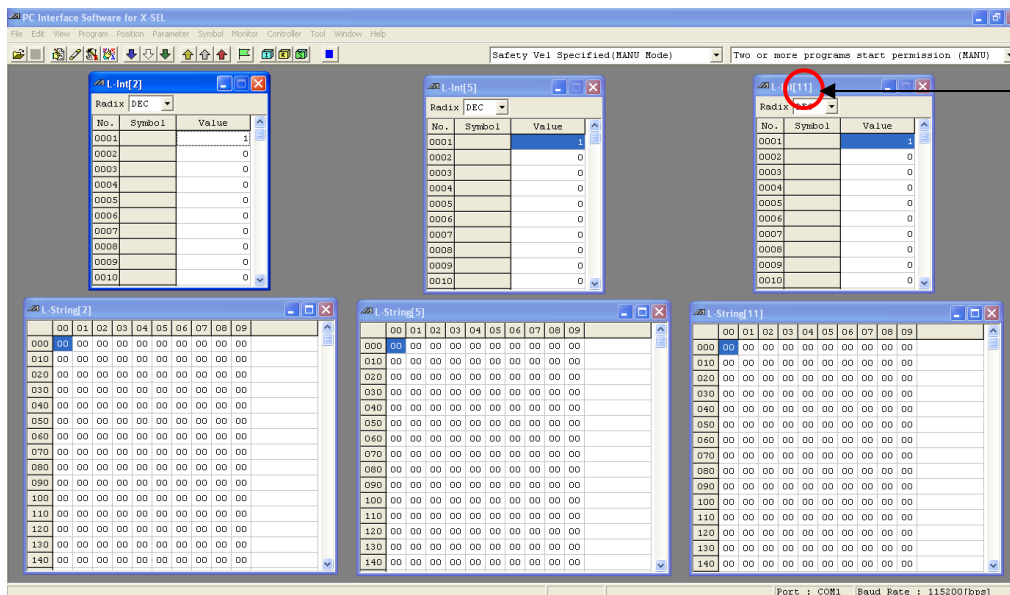 PC Interface Software for X-SEL
File Edit View Program Position Parameter Symbol Monitor Controller Tool Window Help
Safety Vel Specified(MANU Mode) Two or more programs start permission (MANU)
L-Int[2]
Radix DEC
No. Symbol Value
0001 1
0002 0
0003 0
0004 0
0005 0
0006 0
0007 0
0008 0
0009 0
0010 0
L-Int[5]
Radix DEC
No. Symbol Value
0001 1
0002 0
0003 0
0004 0
0005 0
0006 0
0007 0
0008 0
0009 0
0010 0
L-Int[11]
Radix DEC
No. Symbol Value
0001 1
0002 0
0003 0
0004 0
0005 0
0006 0
0007 0
0008 0
0009 0
0010 0
L-String[2]
00 01 02 03 04 05 06 07 08 09
000 00 00 00 00 00 00 00 00 00 00
010 00 00 00 00 00 00 00 00 00 00
020 00 00 00 00 00 00 00 00 00 00
030 00 00 00 00 00 00 00 00 00 00
040 00 00 00 00 00 00 00 00 00 00
050 00 00 00 00 00 00 00 00 00 00
060 00 00 00 00 00 00 00 00 00 00
070 00 00 00 00 00 00 00 00 00 00
080 00 00 00 00 00 00 00 00 00 00
090 00 00 00 00 00 00 00 00 00 00
100 00 00 00 00 00 00 00 00 00 00
110 00 00 00 00 00 00 00 00 00 00
120 00 00 00 00 00 00 00 00 00 00
130 00 00 00 00 00 00 00 00 00 00
140 00 00 00 00 00 00 00 00 00 00
L-String[5]
00 01 02 03 04 05 06 07 08 09
000 00 00 00 00 00 00 00 00 00 00
010 00 00 00 00 00 00 00 00 00 00
020 00 00 00 00 00 00 00 00 00 00
030 00 00 00 00 00 00 00 00 00 00
040 00 00 00 00 00 00 00 00 00 00
050 00 00 00 00 00 00 00 00 00 00
060 00 00 00 00 00 00 00 00 00 00
070 00 00 00 00 00 00 00 00 00 00
080 00 00 00 00 00 00 00 00 00 00
090 00 00 00 00 00 00 00 00 00 00
100 00 00 00 00 00 00 00 00 00 00
110 00 00 00 00 00 00 00 00 00 00
120 00 00 00 00 00 00 00 00 00 00
130 00 00 00 00 00 00 00 00 00 00
140 00 00 00 00 00 00 00 00 00 00
L-String[11]
00 01 02 03 04 05 06 07 08 09
000 00 00 00 00 00 00 00 00 00 00
010 00 00 00 00 00 00 00 00 00 00
020 00 00 00 00 00 00 00 00 00 00
030 00 00 00 00 00 00 00 00 00 00
040 00 00 00 00 00 00 00 00 00 00
050 00 00 00 00 00 00 00 00 00 00
060 00 00 00 00 00 00 00 00 00 00
070 00 00 00 00 00 00 00 00 00 00
080 00 00 00 00 00 00 00 00 00 00
090 00 00 00 00 00 00 00 00 00 00
100 00 00 00 00 00 00 00 00 00 00
110 00 00 00 00 00 00 00 00 00 00
120 00 00 00 00 00 00 00 00 00 00
130 00 00 00 00 00 00 00 00 00 00
140 00 00 00 00 00 00 00 00 00 00
Port : COM1 Baud Rate : 115200[bps]